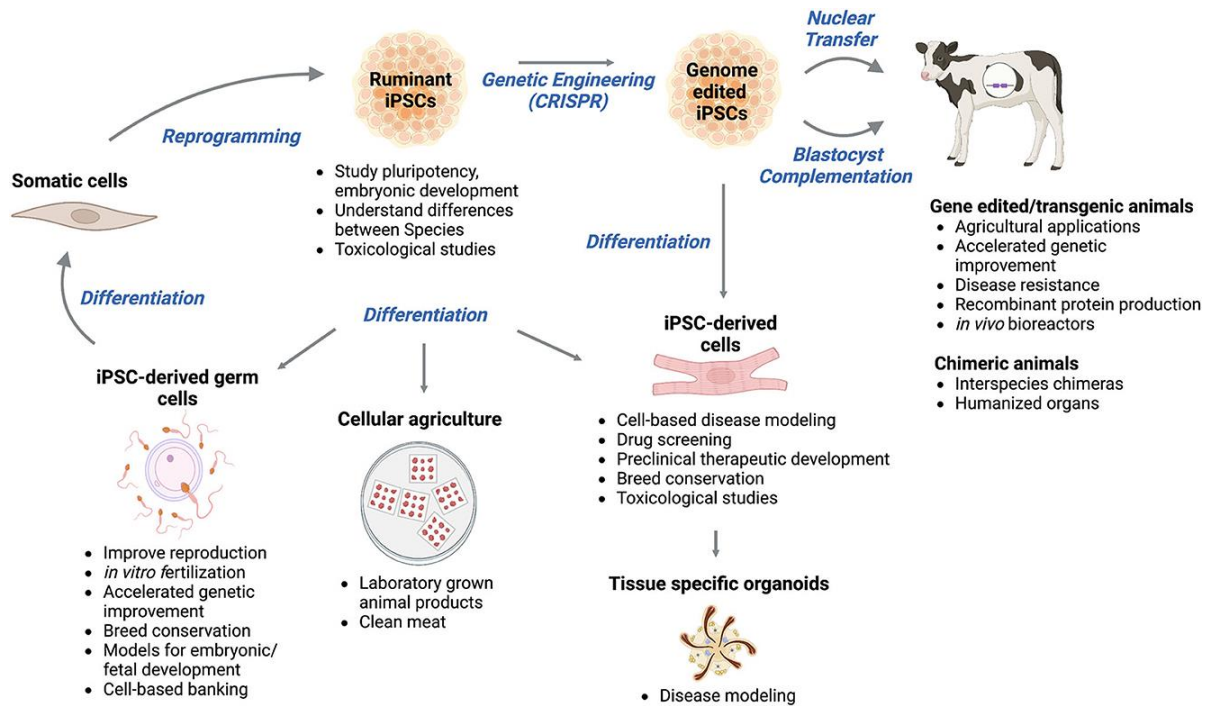 Somatic cells
Reprogramming
Ruminant
iPSCs
• Study pluripotency,
embryonic development
• Understand differences
between Species
• Toxicological studies
Genetic Engineering
(CRISPR)
Genome
edited
iPSCs
Nuclear
Transfer
Blastocyst
Complementation
Gene edited/transgenic animals
• Agricultural applications
• Accelerated genetic
improvement
• Disease resistance
• Recombinant protein production
• in vivo bioreactors
Chimeric animals
• Interspecies chimeras
• Humanized organs
Differentiation
Differentiation
Differentiation
iPSC-derived germ
cells
• Improve reproduction
• in vitro fertilization
• Accelerated genetic
improvement
• Breed conservation
• Models for embryonic/
fetal development
• Cell-based banking
Cellular agriculture
• Laboratory grown
animal products
• Clean meat
iPSC-derived
cells
• Cell-based disease modeling
• Drug screening
• Preclinical therapeutic development
• Breed conservation
• Toxicological studies
Tissue specific organoids
• Disease modeling